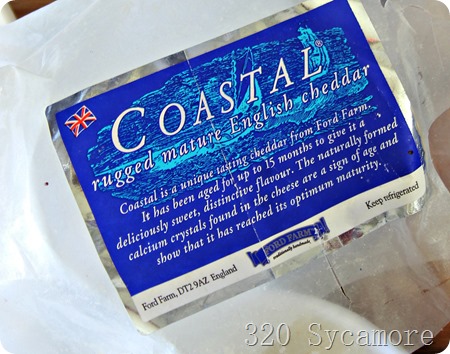 COASTAL®
rugged mature English cheddar
Coastal is a unique tasting cheddar from Ford Farm.
It has been aged for up to 15 months to give it a
deliciously sweet, distinctive flavour. The naturally formed
calcium crystals found in the cheese are a sign of age and
show that it has reached its optimum maturity.
FORD FARM
Ford Farm, DT2 9AZ England
Keep refrigerated
320 Sycamore